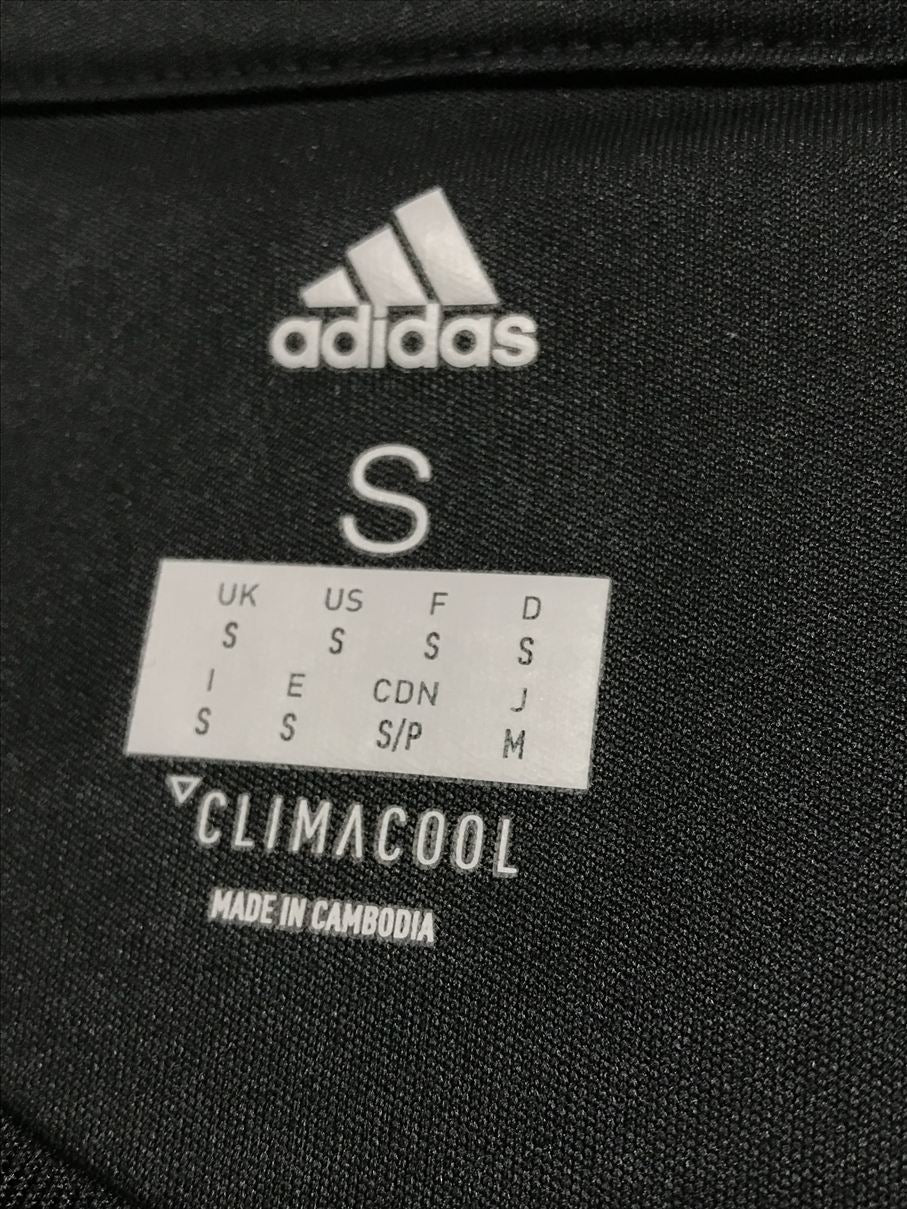 adidas
S
UK US F D
S S S S
I E CDN J
S S S/P M
CLIMACOOL
MADE IN CAMBODIA